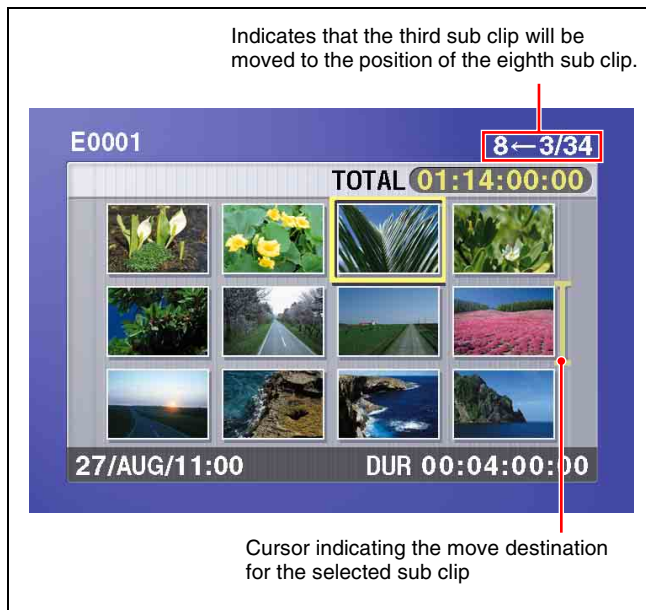 Indicates that the third sub clip will be
moved to the position of the eighth sub clip.
E0001
8←3/34
TOTAL 01:14:00:00
27/AUG/11:00
DUR 00:04:00:00
Cursor indicating the move destination
for the selected sub clip